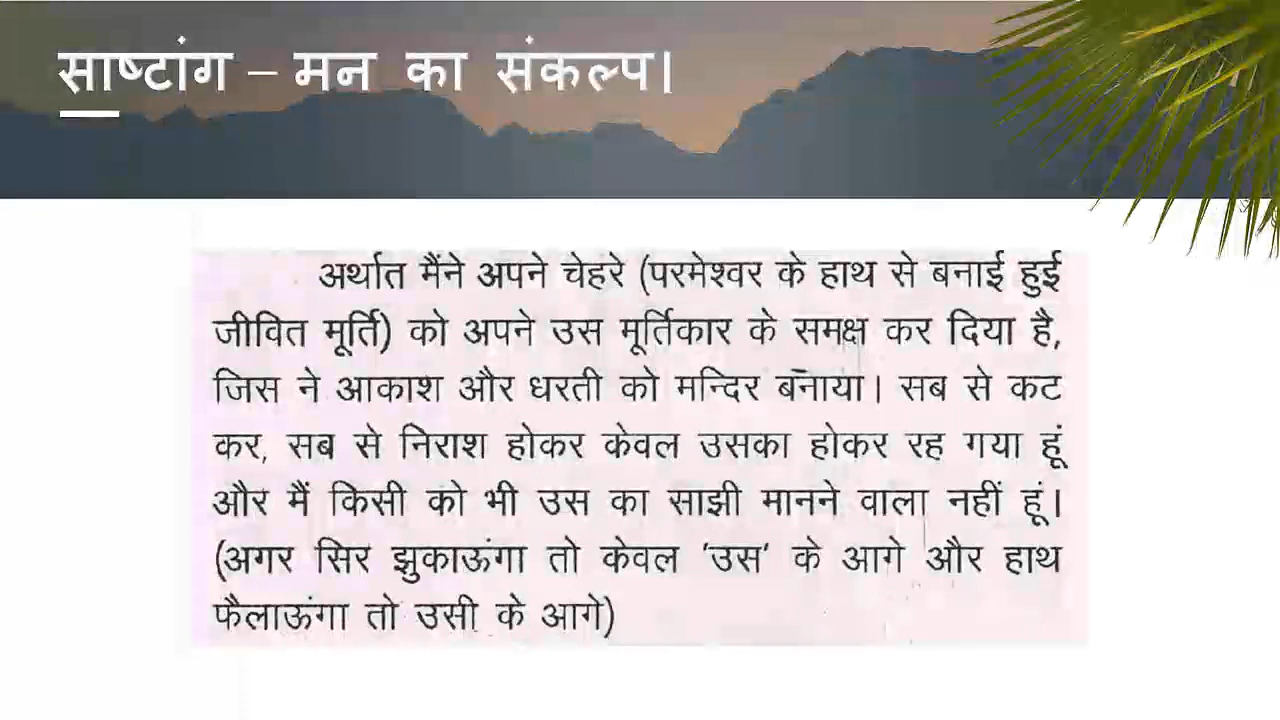 साष्टांग – मन का संकल्प।
अर्थात मैंने अपने चेहरे (परमेश्वर के हाथ से बनाई हुई
जीवित मूर्ति) को अपने उस मूर्तिकार के समक्ष कर दिया है,
जिस ने आकाश और धरती को मन्दिर बनाया। सब से कट
कर, सब से निराश होकर केवल उसका होकर रह गया हूं
और मैं किसी को भी उस का साझी मानने वाला नहीं हूं।
(अगर सिर झुकाऊंगा तो केवल 'उस' के आगे और हाथ
फैलाऊंगा तो उसी के आगे)